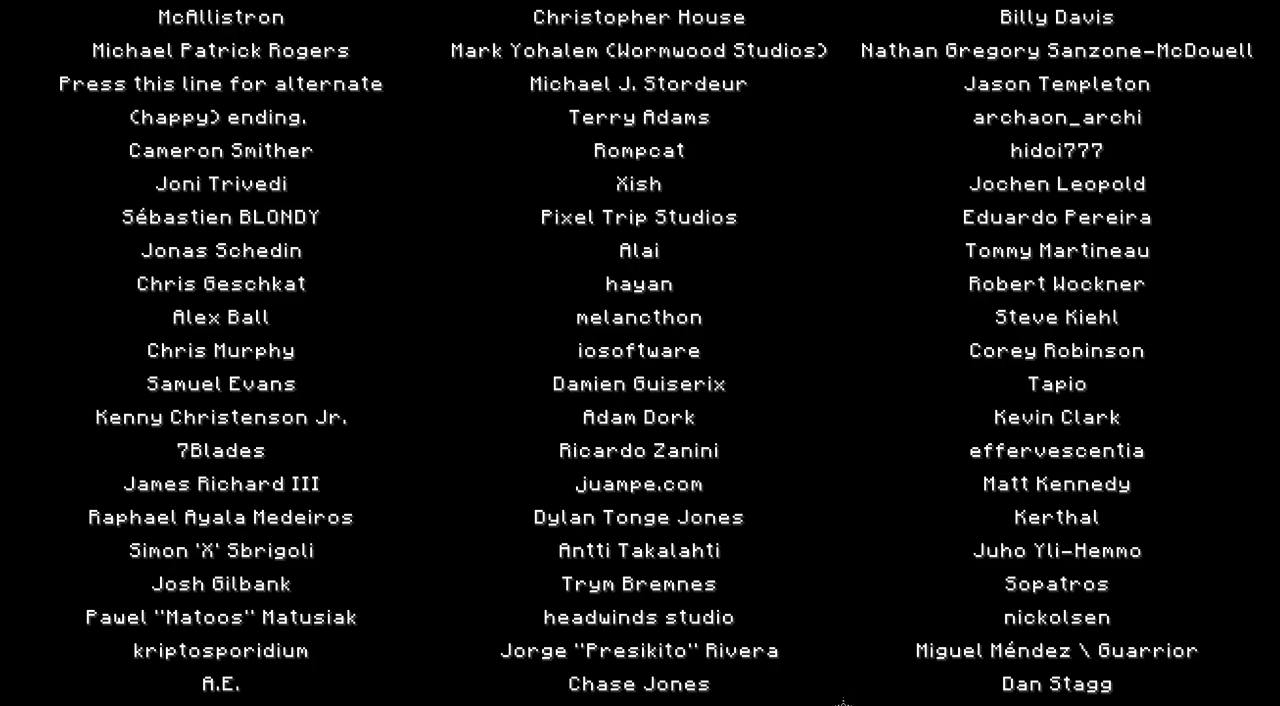 McAllistron
Michael Patrick Rogers
Press this line for alternate
(happy) ending.
Cameron Smither
Joni Trivedi
Sébastien BLONDY
Jonas Schedin
Chris Geschkat
Alex Ball
Chris Murphy
Samuel Evans
Kenny Christenson Jr.
7Blades
James Richard III
Raphael Ayala Medeiros
Simon 'X' Sbrigoli
Josh Gilbank
Pawel "Matoos" Matusiak
kriptosporidium
A.E.
Christopher House
Mark Yohalem (Wormwood Studios)
Michael J. Stordeur
Terry Adams
Rompcat
Xish
Pixel Trip Studios
Alai
hayan
melancthon
iosoftware
Damien Guiserix
Adam Dork
Ricardo Zanini
juampe.com
Dylan Tonge Jones
Antti Takalahti
Trym Bremnes
headwinds studio
Jorge "Presikito" Rivera
Chase Jones
Billy Davis
Nathan Gregory Sanzone-McDowell
Jason Templeton
archaon_archi
hidoi777
Jochen Leopold
Eduardo Pereira
Tommy Martineau
Robert Wockner
Steve Kiehl
Corey Robinson
Tapio
Kevin Clark
effervescentia
Matt Kennedy
Kerthal
Juho Yli-Hemmo
Sopatros
nickolsen
Miguel Méndez \ Guarrior
Dan Stagg